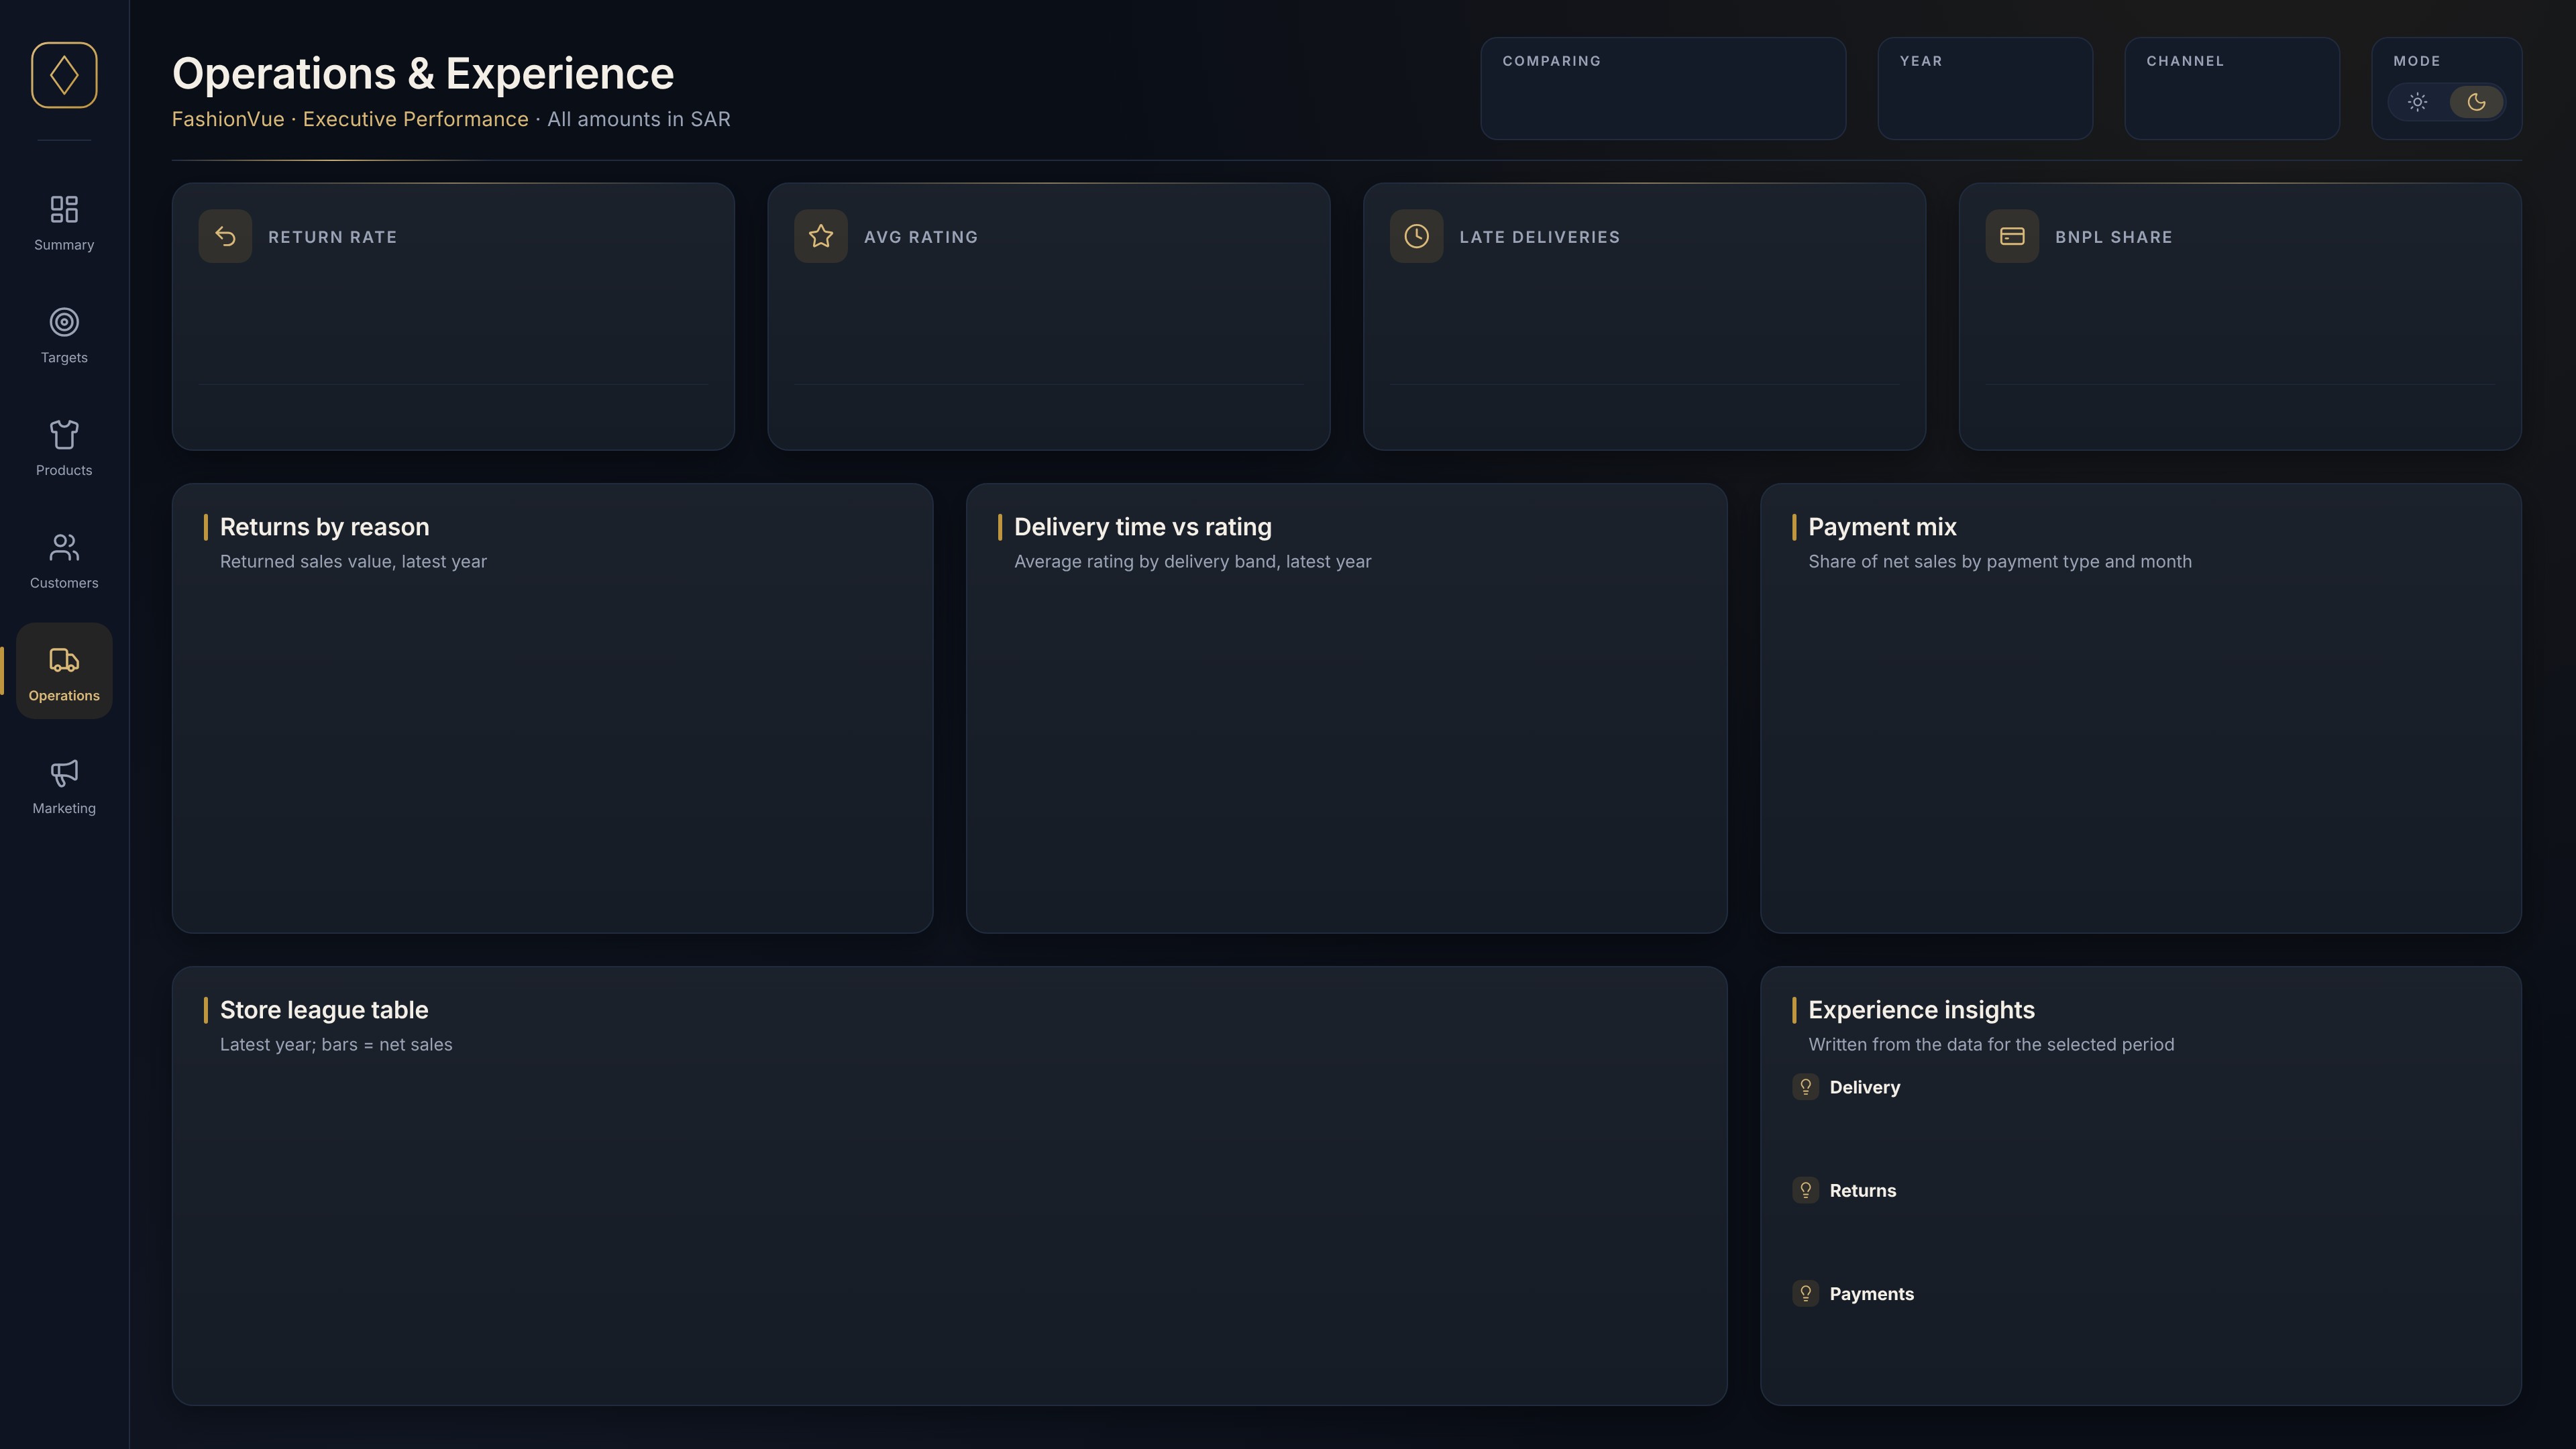 Operations & Experience
FashionVue · Executive Performance · All amounts in SAR
COMPARING
YEAR
CHANNEL
MODE
Summary
Targets
Products
Customers
Operations
Marketing
RETURN RATE
AVG RATING
LATE DELIVERIES
BNPL SHARE
Returns by reason
Returned sales value, latest year
Delivery time vs rating
Average rating by delivery band, latest year
Payment mix
Share of net sales by payment type and month
Store league table
Latest year; bars = net sales
Experience insights
Written from the data for the selected period
Delivery
Returns
Payments